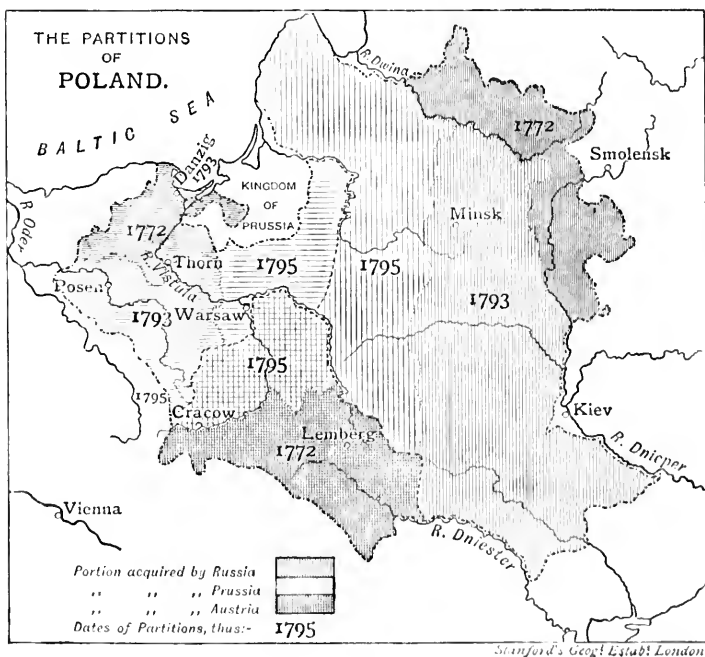 THE PARTITIONS
OF
POLAND.
BALTIC SEA
R. Dwina
1772
Smolensk
Danzig
1793
KINGDOM
OF
PRUSSIA
Minsk
R. Oder
1772
Thorn
1795
1795
R. Vistula
Posen
1793
Warsaw
1793
1795
1795
Cracow
Kiev
Lemberg
1772
R. Dnieper
Vienna
R. Dniester
Portion acquired by Russia
,, ,, ,, Prussia
,, ,, ,, Austria
Dates of Partitions, thus:- 1795
Stanford's Geogl. Estabt. London